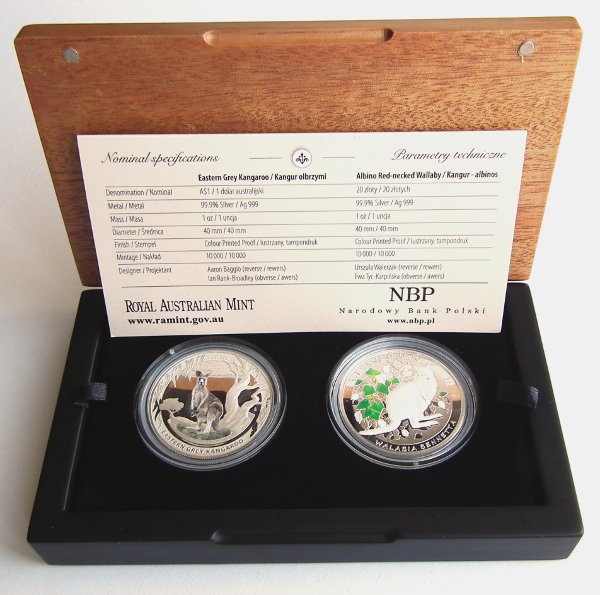 Nominal specifications
Parametry techniczne
Eastern Grey Kangaroo / Kangur olbrzymi
Albino Red-necked Wallaby / Kangur - albinos
Denomination / Nominał A$1 / 1 dolar australijski 20 zloty / 20 złotych
Metal / Metal 99.9% Silver / Ag 999 99.9% Silver / Ag 999
Mass / Masa 1 oz / 1 uncja 1 oz / 1 uncja
Diameter / Średnica 40 mm / 40 mm 40 mm / 40 mm
Finish / Stempel Colour Printed Proof / lustrzany, tampondruk Colour Printed Proof / lustrzany, tampondruk
Mintage / Nakład 10 000 / 10 000 10 000 / 10 000
Designer / Projektant Aaron Baggio (reverse / rewers) Urszula Walerzak (reverse / rewers)
Ian Rank-Broadley (obverse / awers) Ewa Tyc-Karpińska (obverse / awers)
ROYAL AUSTRALIAN MINT
www.ramint.gov.au
NBP
Narodowy Bank Polski
www.nbp.pl
EASTERN GREY KANGAROO
WALABIA BENNETTA